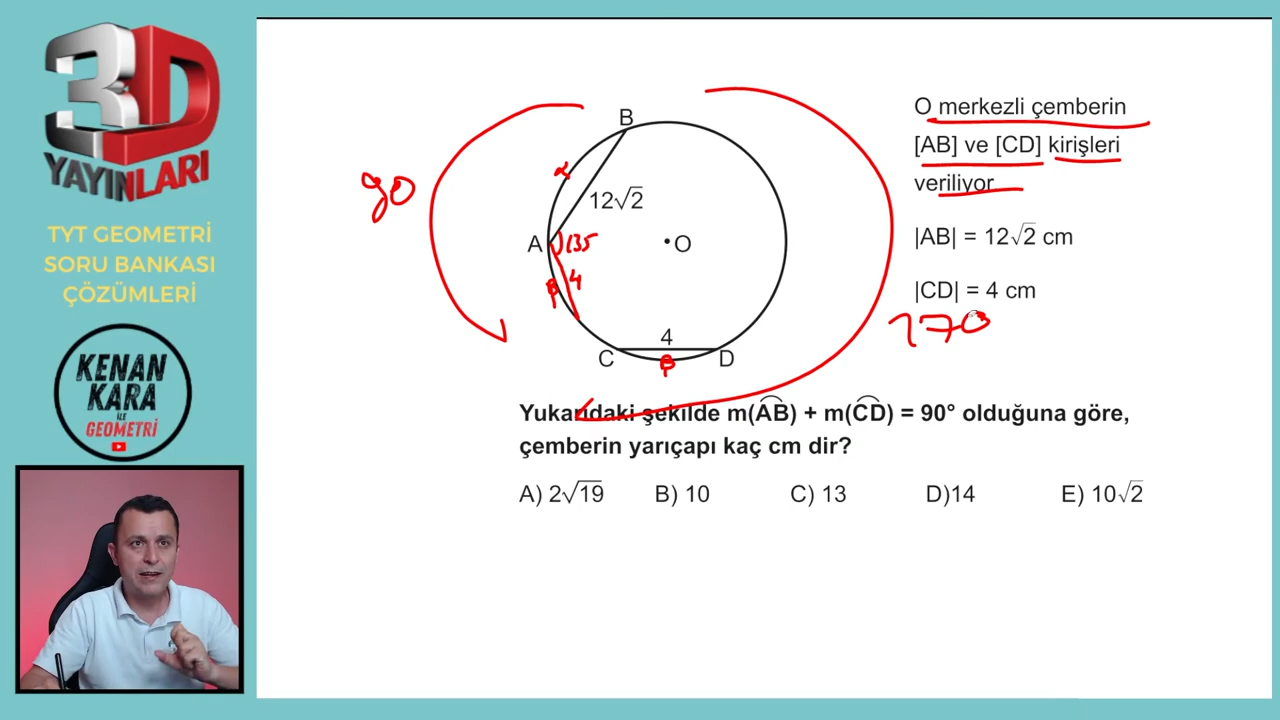 3D
YAYINLARI
TYT GEOMETRİ
SORU BANKASI
ÇÖZÜMLERİ
KENAN
KARA
İLE
GEOMETRİ
90
B
α
12√2
A
135
β
4
O
4
C
β
D
O merkezli çemberin
[AB] ve [CD] kirişleri
veriliyor
|AB| = 12√2 cm
|CD| = 4 cm
270
Yukarıdaki şekilde m(AB) + m(CD) = 90° olduğuna göre,
çemberin yarıçapı kaç cm dir?
A) 2√19 B) 10 C) 13 D)14 E) 10√2